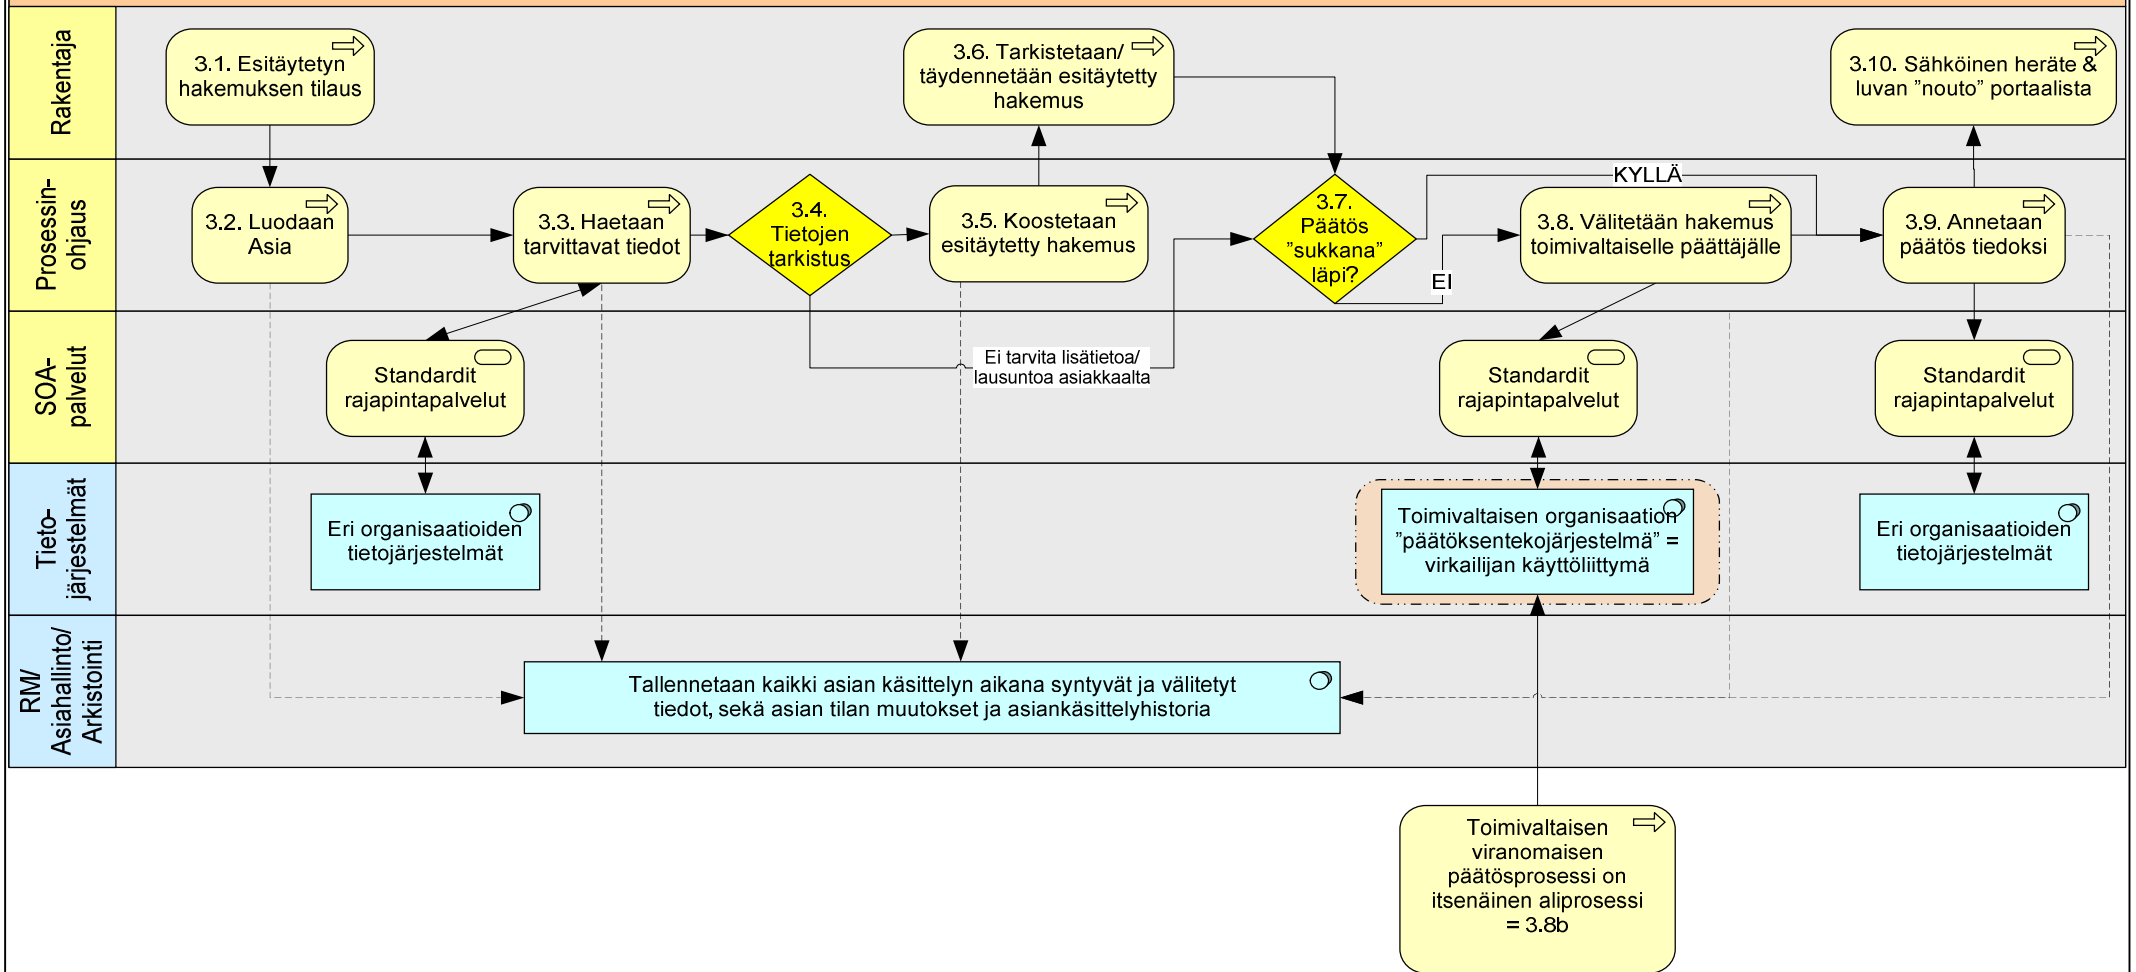 Rakentaja
3.1. Esitäytetyn
hakemuksen tilaus
3.6. Tarkistetaan/
täydennetään esitäytetty
hakemus
3.10. Sähköinen heräte &
luvan ”nouto” portaalista
Prosessin-
ohjaus
3.2. Luodaan
Asia
3.3. Haetaan
tarvittavat tiedot
3.4.
Tietojen
tarkistus
3.5. Koostetaan
esitäytetty hakemus
3.7.
Päätös
”sukkana”
läpi?
KYLLÄ
EI
3.8. Välitetään hakemus
toimivaltaiselle päättäjälle
3.9. Annetaan
päätös tiedoksi
SOA-
palvelut
Standardit
rajapintapalvelut
Ei tarvita lisätietoa/
lausuntoa asiakkaalta
Standardit
rajapintapalvelut
Standardit
rajapintapalvelut
Tieto-
järjestelmät
Eri organisaatioiden
tietojärjestelmät
Toimivaltaisen organisaation
”päätöksentekojärjestelmä” =
virkailijan käyttöliittymä
Eri organisaatioiden
tietojärjestelmät
RM/
Asiahallinto/
Arkistointi
Tallennetaan kaikki asian käsittelyn aikana syntyvät ja välitetyt
tiedot, sekä asian tilan muutokset ja asiankäsittelyhistoria
Toimivaltaisen
viranomaisen
päätösprosessi on
itsenäinen aliprosessi
= 3.8b